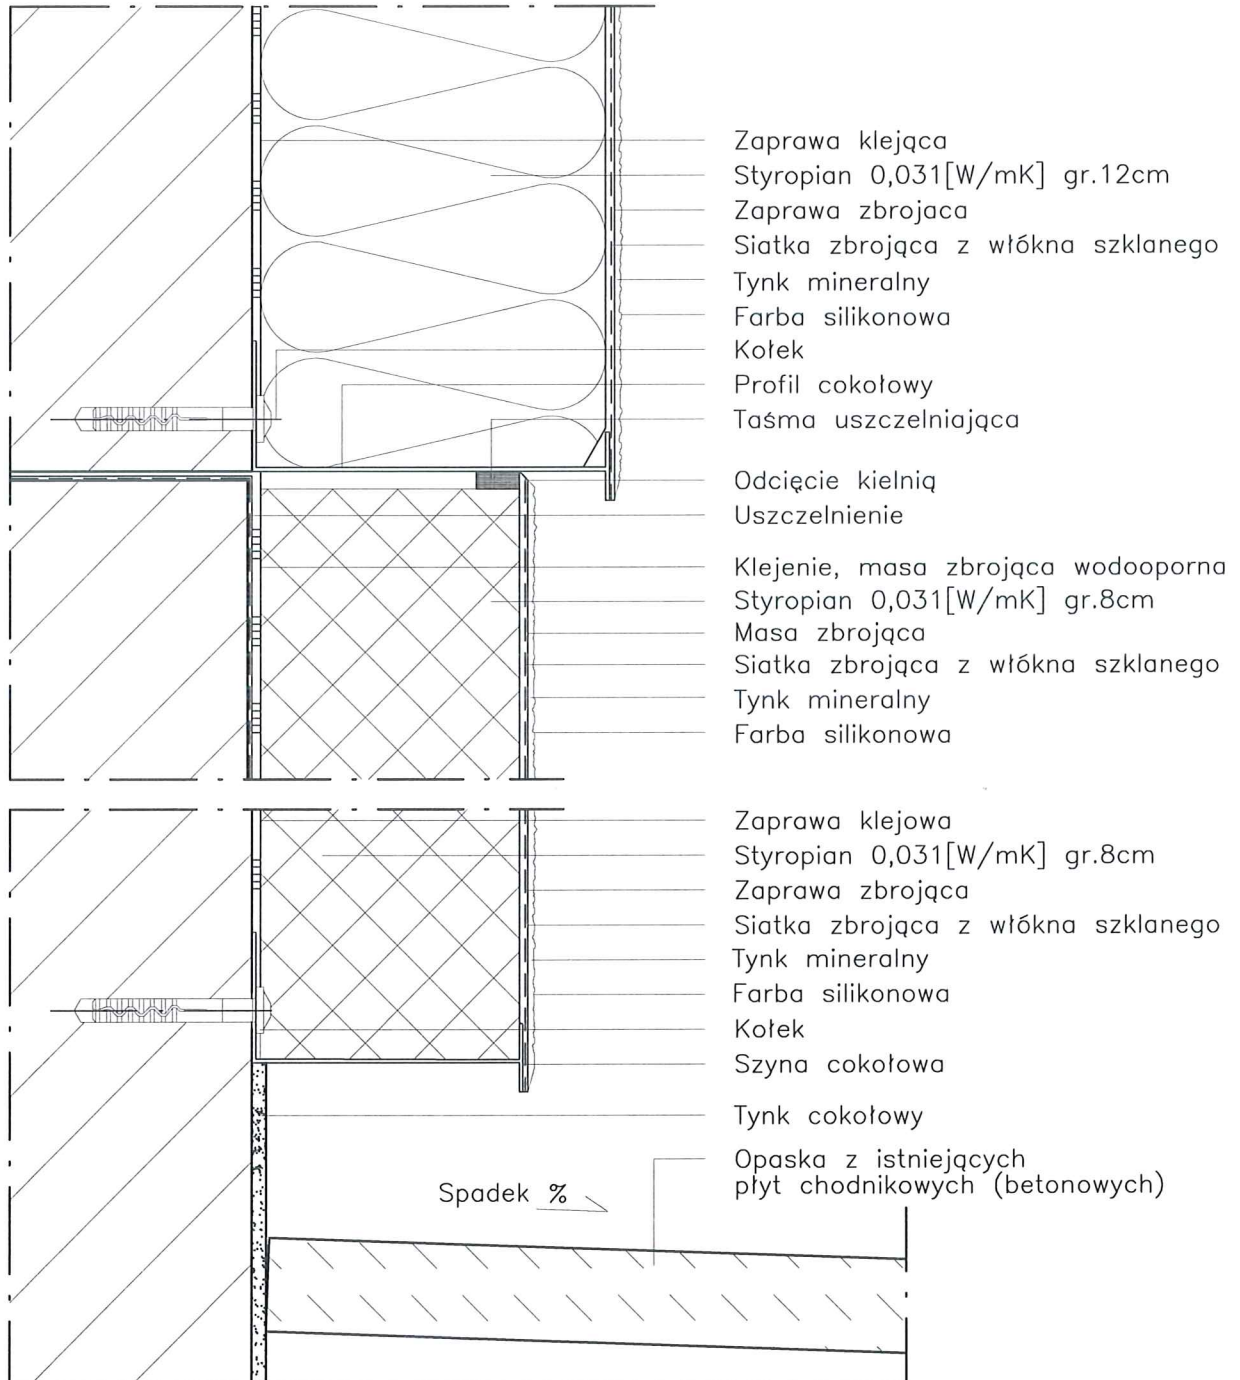 Zaprawa klejąca
Styropian 0,031[W/mK] gr.12cm
Zaprawa zbrojaca
Siatka zbrojąca z włókna szklanego
Tynk mineralny
Farba silikonowa
Kołek
Profil cokołowy
Taśma uszczelniająca
Odcięcie kielnią
Uszczelnienie
Klejenie, masa zbrojąca wodooporna
Styropian 0,031[W/mK] gr.8cm
Masa zbrojąca
Siatka zbrojąca z włókna szklanego
Tynk mineralny
Farba silikonowa
Zaprawa klejowa
Styropian 0,031[W/mK] gr.8cm
Zaprawa zbrojąca
Siatka zbrojąca z włókna szklanego
Tynk mineralny
Farba silikonowa
Kołek
Szyna cokołowa
Tynk cokołowy
Opaska z istniejących
płyt chodnikowych (betonowych)
Spadek %